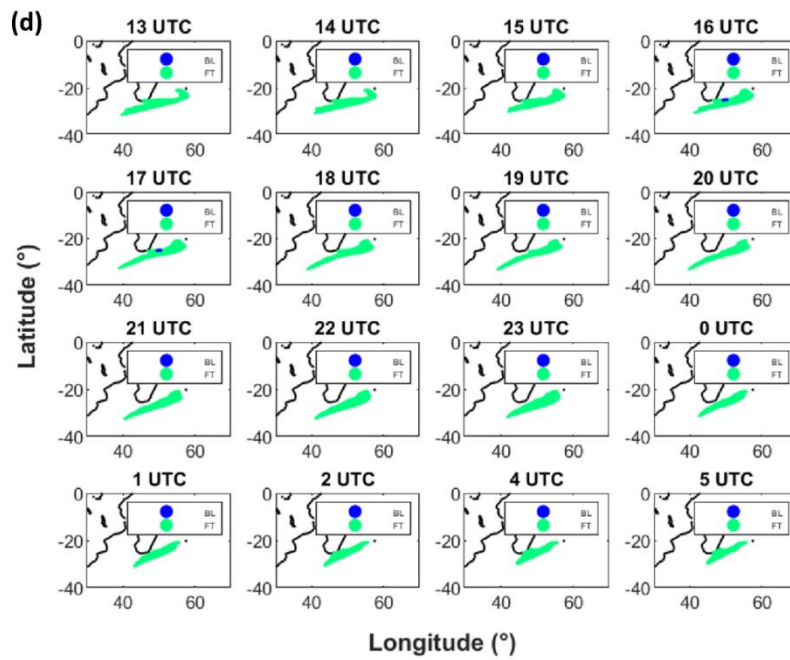 (d)
13 UTC 14 UTC 15 UTC 16 UTC
0 BL 0 BL 0 BL 0 BL
FT FT FT FT
-20 -20 -20 -20
-40 -40 -40 -40
40 60 40 60 40 60 40 60
17 UTC 18 UTC 19 UTC 20 UTC
0 BL 0 BL 0 BL 0 BL
FT FT FT FT
-20 -20 -20 -20
-40 -40 -40 -40
40 60 40 60 40 60 40 60
Latitude (°)
21 UTC 22 UTC 23 UTC 0 UTC
0 BL 0 BL 0 BL 0 BL
FT FT FT FT
-20 -20 -20 -20
-40 -40 -40 -40
40 60 40 60 40 60 40 60
1 UTC 2 UTC 4 UTC 5 UTC
0 BL 0 BL 0 BL 0 BL
FT FT FT FT
-20 -20 -20 -20
-40 -40 -40 -40
40 60 40 60 40 60 40 60
Longitude (°)